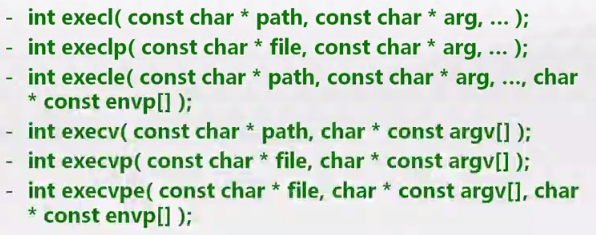 - int execl( const char * path, const char * arg, ... );
- int execlp( const char * file, const char * arg, ... );
- int execle( const char * path, const char * arg, ..., char
* const envp[] );
- int execv( const char * path, char * const argv[] );
- int execvp( const char * file, char * const argv[] );
- int execvpe( const char * file, char * const argv[], char
* const envp[] );